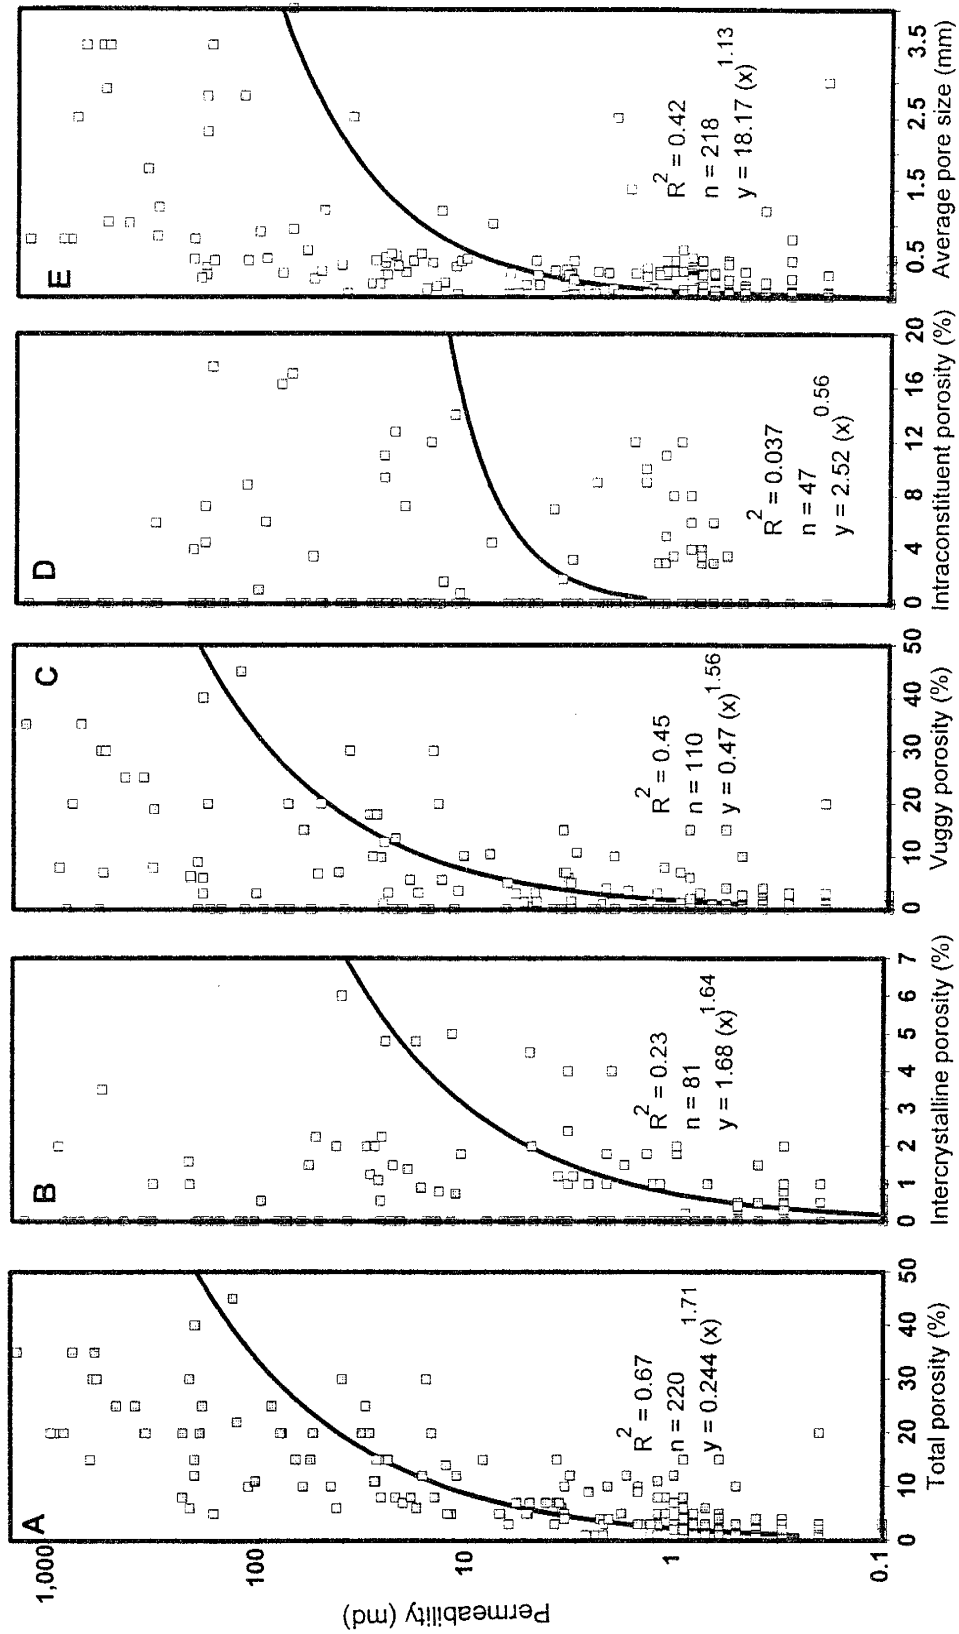 A
R² = 0.67
n = 220
y = 0.244 (x)^1.71
1,000
100
10
1
0.1
Permeability (md)
0 10 20 30 40 50
Total porosity (%)
B
R² = 0.23
n = 81
y = 1.68 (x)^1.64
0 1 2 3 4 5 6 7
Intercrystalline porosity (%)
C
R² = 0.45
n = 110
y = 0.47 (x)^1.56
0 10 20 30 40 50
Vuggy porosity (%)
D
R² = 0.037
n = 47
y = 2.52 (x)^0.56
0 4 8 12 16 20
Intraconstituent porosity (%)
E
R² = 0.42
n = 218
y = 18.17 (x)^1.13
0.5 1.5 2.5 3.5
Average pore size (mm)